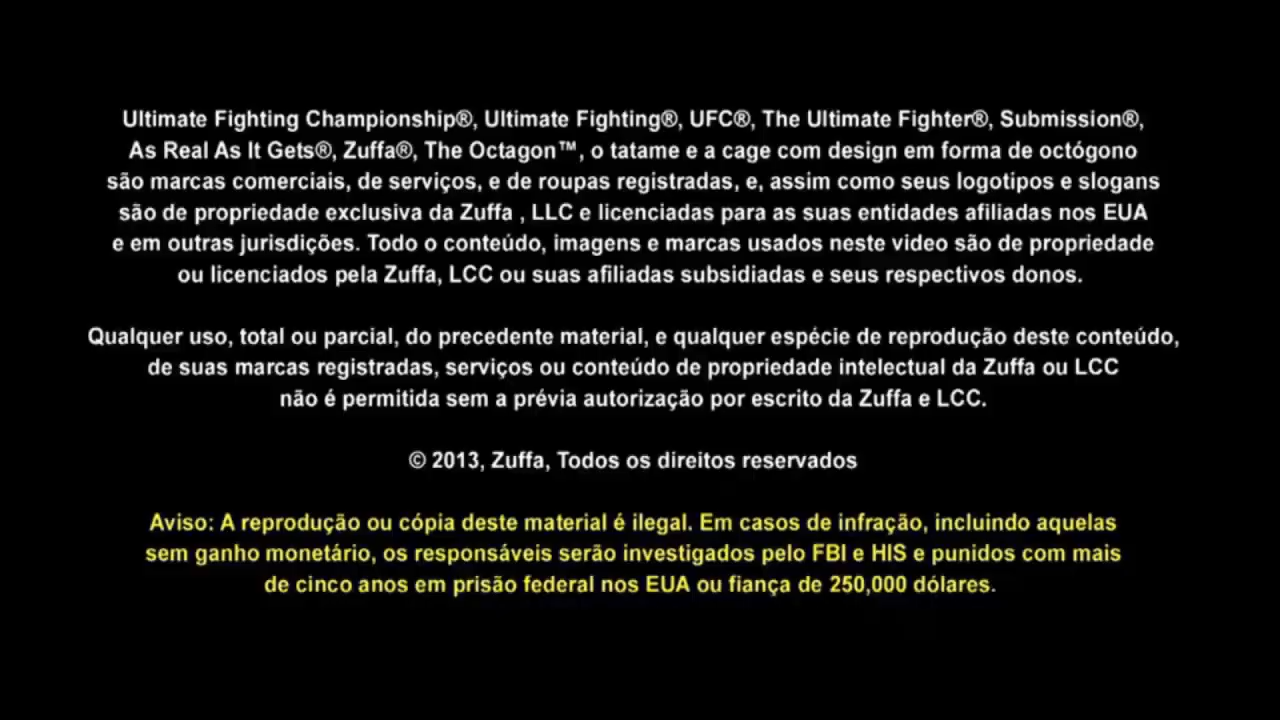 Ultimate Fighting Championship®, Ultimate Fighting®, UFC®, The Ultimate Fighter®, Submission®,
As Real As It Gets®, Zuffa®, The Octagon™, o tatame e a cage com design em forma de octógono
são marcas comerciais, de serviços, e de roupas registradas, e, assim como seus logotipos e slogans
são de propriedade exclusiva da Zuffa , LLC e licenciadas para as suas entidades afiliadas nos EUA
e em outras jurisdições. Todo o conteúdo, imagens e marcas usados neste video são de propriedade
ou licenciados pela Zuffa, LCC ou suas afiliadas subsidiadas e seus respectivos donos.
Qualquer uso, total ou parcial, do precedente material, e qualquer espécie de reprodução deste conteúdo,
de suas marcas registradas, serviços ou conteúdo de propriedade intelectual da Zuffa ou LCC
não é permitida sem a prévia autorização por escrito da Zuffa e LCC.
© 2013, Zuffa, Todos os direitos reservados
Aviso: A reprodução ou cópia deste material é ilegal. Em casos de infração, incluindo aquelas
sem ganho monetário, os responsáveis serão investigados pelo FBI e HIS e punidos com mais
de cinco anos em prisão federal nos EUA ou fiança de 250,000 dólares.